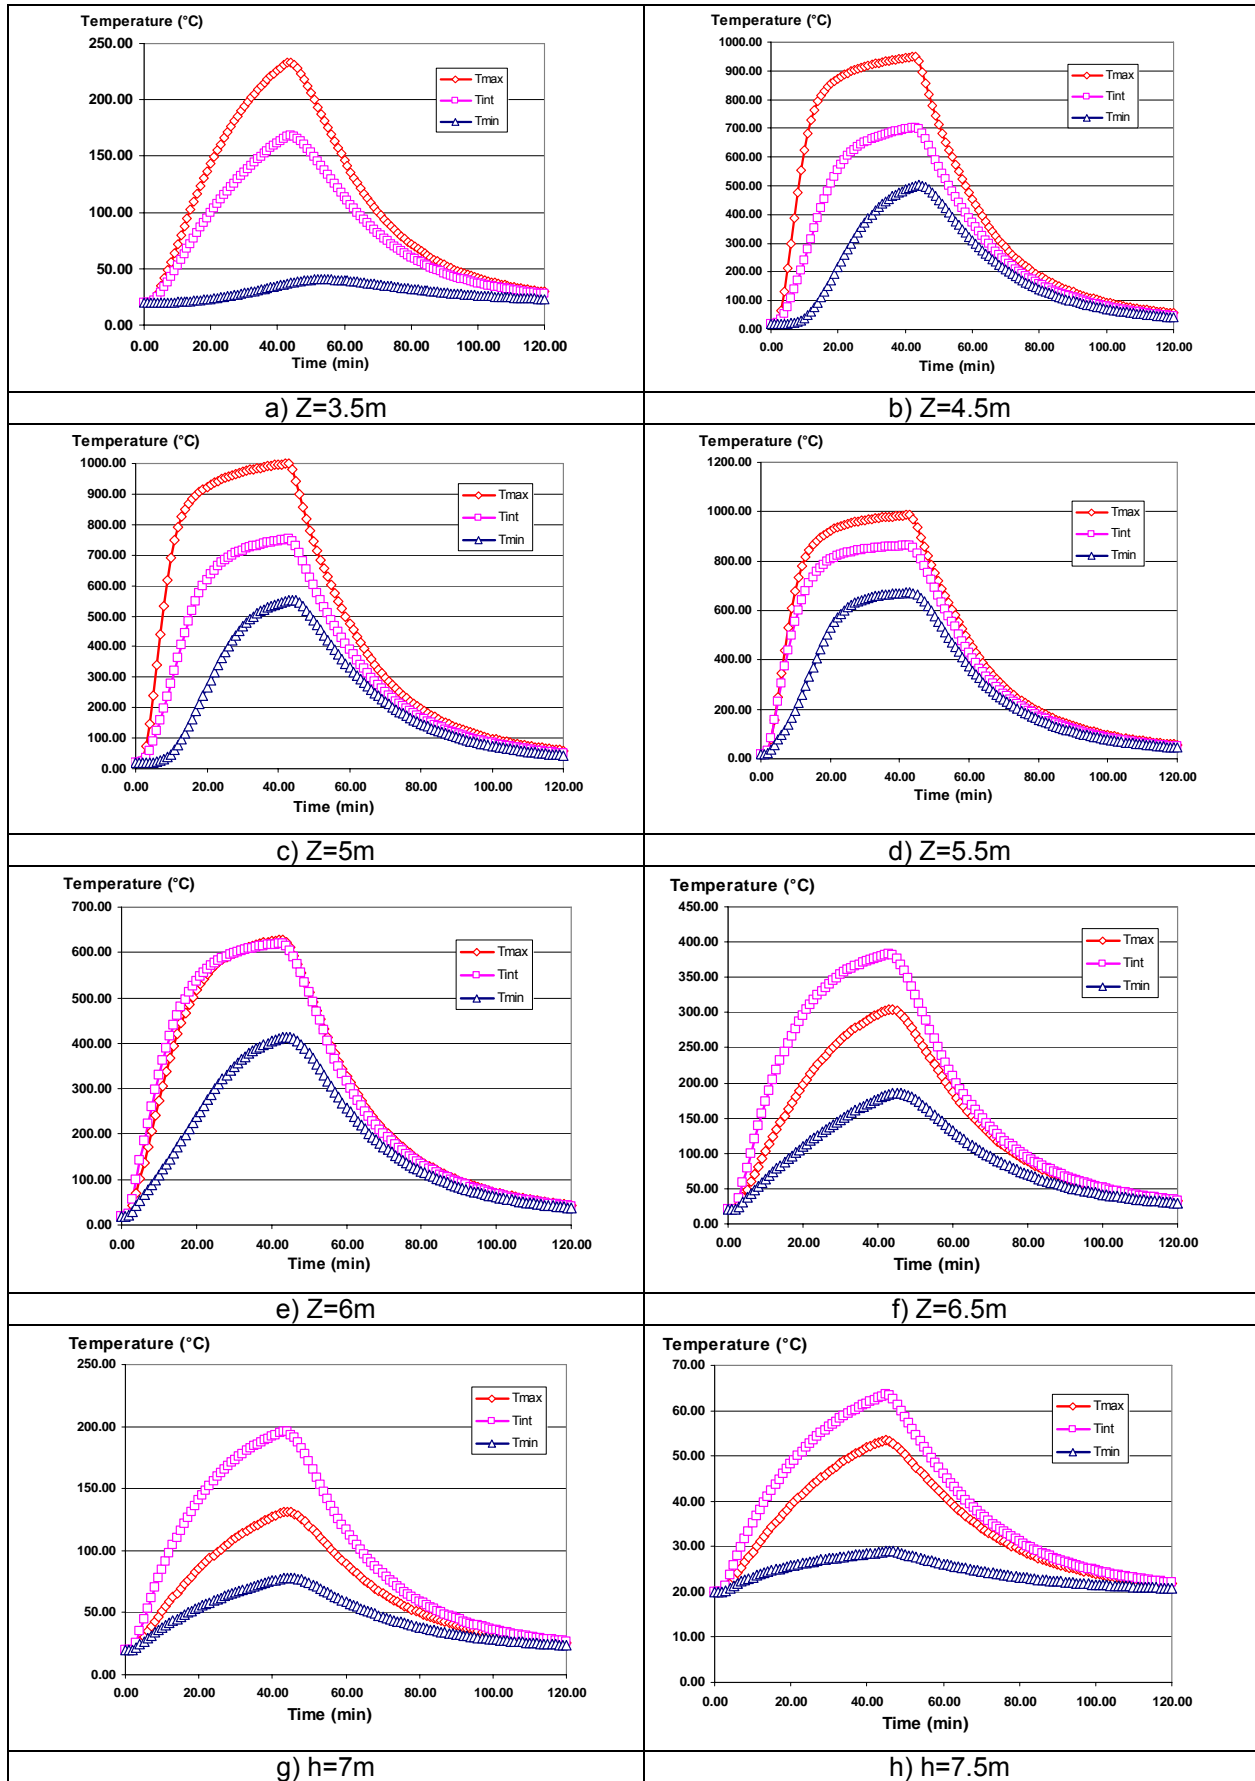 Temperature (°C)
250.00
200.00
150.00
100.00
50.00
0.00
0.00 20.00 40.00 60.00 80.00 100.00 120.00
Time (min)
Tmax
Tint
Tmin
a) Z=3.5m
Temperature (°C)
1000.00
900.00
800.00
700.00
600.00
500.00
400.00
300.00
200.00
100.00
0.00
0.00 20.00 40.00 60.00 80.00 100.00 120.00
Time (min)
Tmax
Tint
Tmin
b) Z=4.5m
Temperature (°C)
1000.00
900.00
800.00
700.00
600.00
500.00
400.00
300.00
200.00
100.00
0.00
0.00 20.00 40.00 60.00 80.00 100.00 120.00
Time (min)
Tmax
Tint
Tmin
c) Z=5m
Temperature (°C)
1200.00
1000.00
800.00
600.00
400.00
200.00
0.00
0.00 20.00 40.00 60.00 80.00 100.00 120.00
Time (min)
Tmax
Tint
Tmin
d) Z=5.5m
Temperature (°C)
700.00
600.00
500.00
400.00
300.00
200.00
100.00
0.00
0.00 20.00 40.00 60.00 80.00 100.00 120.00
Time (min)
Tmax
Tint
Tmin
e) Z=6m
Temperature (°C)
450.00
400.00
350.00
300.00
250.00
200.00
150.00
100.00
50.00
0.00
0.00 20.00 40.00 60.00 80.00 100.00 120.00
Time (min)
Tmax
Tint
Tmin
f) Z=6.5m
Temperature (°C)
250.00
200.00
150.00
100.00
50.00
0.00
0.00 20.00 40.00 60.00 80.00 100.00 120.00
Time (min)
Tmax
Tint
Tmin
g) h=7m
Temperature (°C)
70.00
60.00
50.00
40.00
30.00
20.00
10.00
0.00
0.00 20.00 40.00 60.00 80.00 100.00 120.00
Time (min)
Tmax
Tint
Tmin
h) h=7.5m